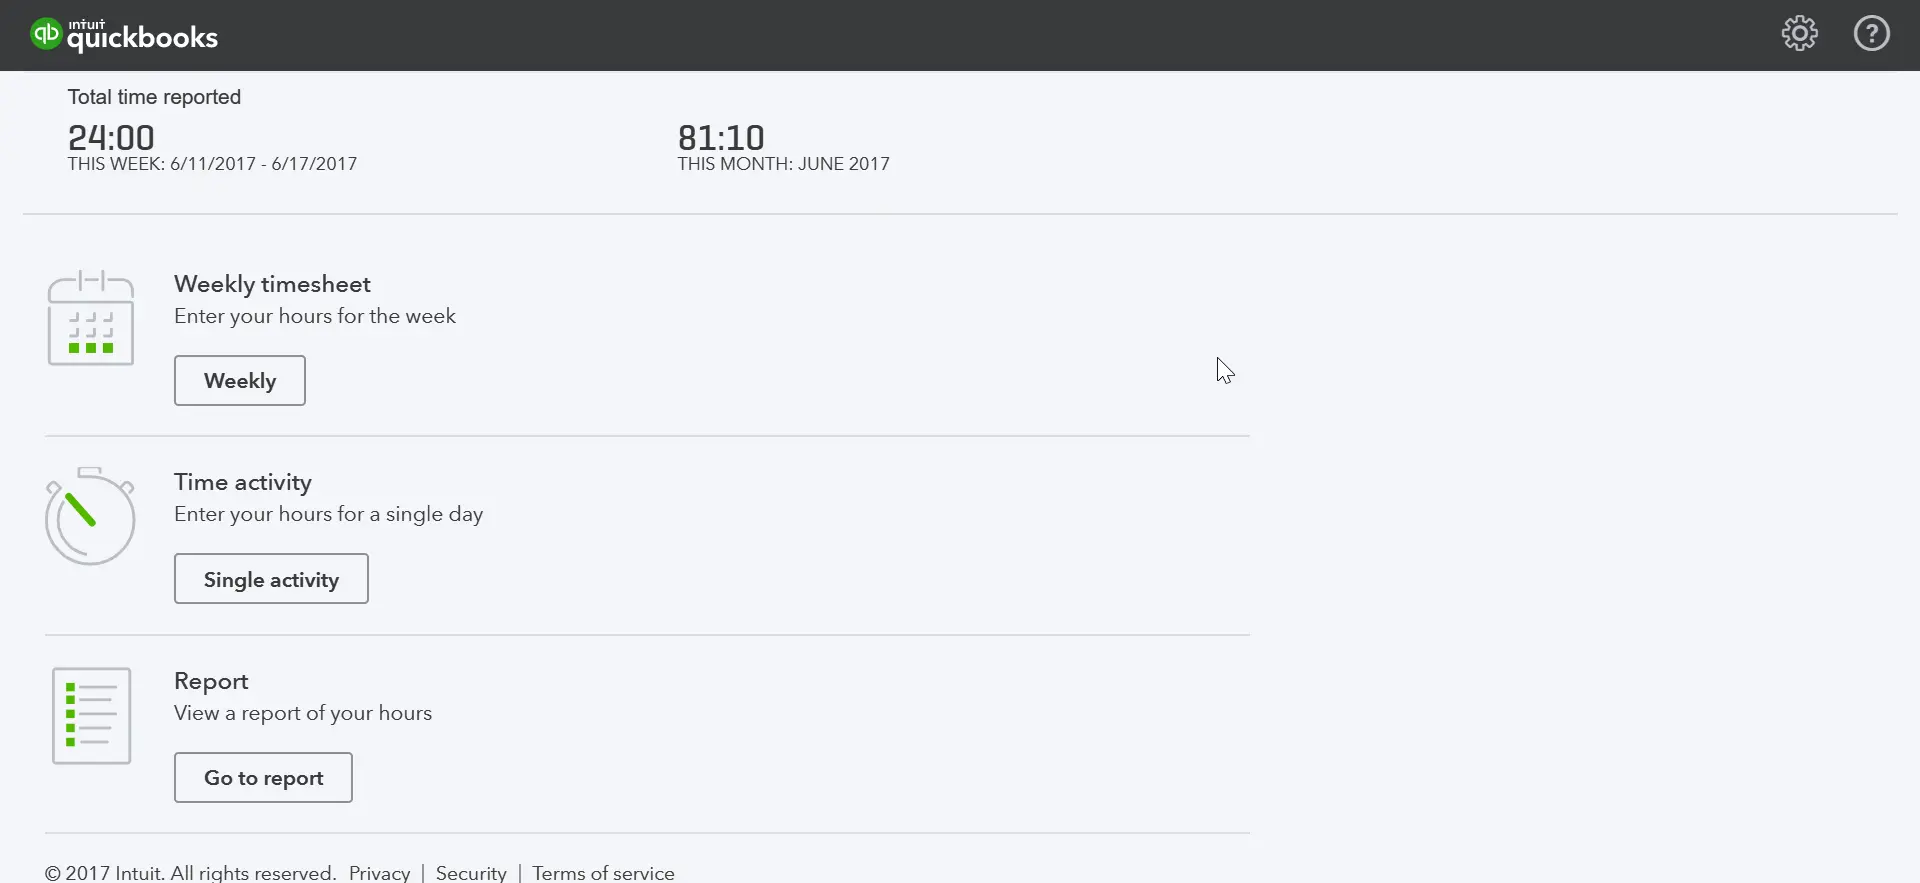 qb intuit quickbooks ?
Total time reported
24:00
THIS WEEK: 6/11/2017 - 6/17/2017
81:10
THIS MONTH: JUNE 2017
Weekly timesheet
Enter your hours for the week
Weekly
Time activity
Enter your hours for a single day
Single activity
Report
View a report of your hours
Go to report
© 2017 Intuit. All rights reserved. Privacy | Security | Terms of service